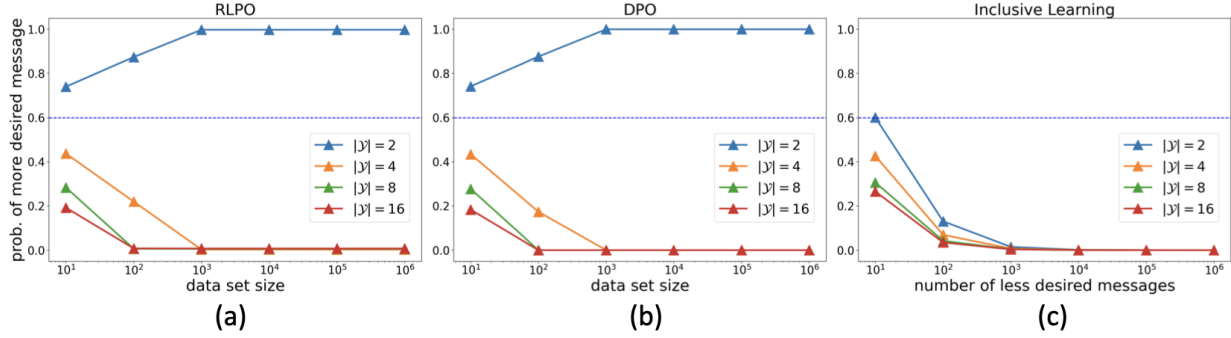 RLPO
prob. of more desired message
1.0
0.8
0.6
0.4
0.2
0.0
|𝒴| = 2
|𝒴| = 4
|𝒴| = 8
|𝒴| = 16
10¹ 10² 10³ 10⁴ 10⁵ 10⁶
data set size
(a)
DPO
1.0
0.8
0.6
0.4
0.2
0.0
|𝒴| = 2
|𝒴| = 4
|𝒴| = 8
|𝒴| = 16
10¹ 10² 10³ 10⁴ 10⁵ 10⁶
data set size
(b)
Inclusive Learning
1.0
0.8
0.6
0.4
0.2
0.0
|𝒴| = 2
|𝒴| = 4
|𝒴| = 8
|𝒴| = 16
10¹ 10² 10³ 10⁴ 10⁵ 10⁶
number of less desired messages
(c)